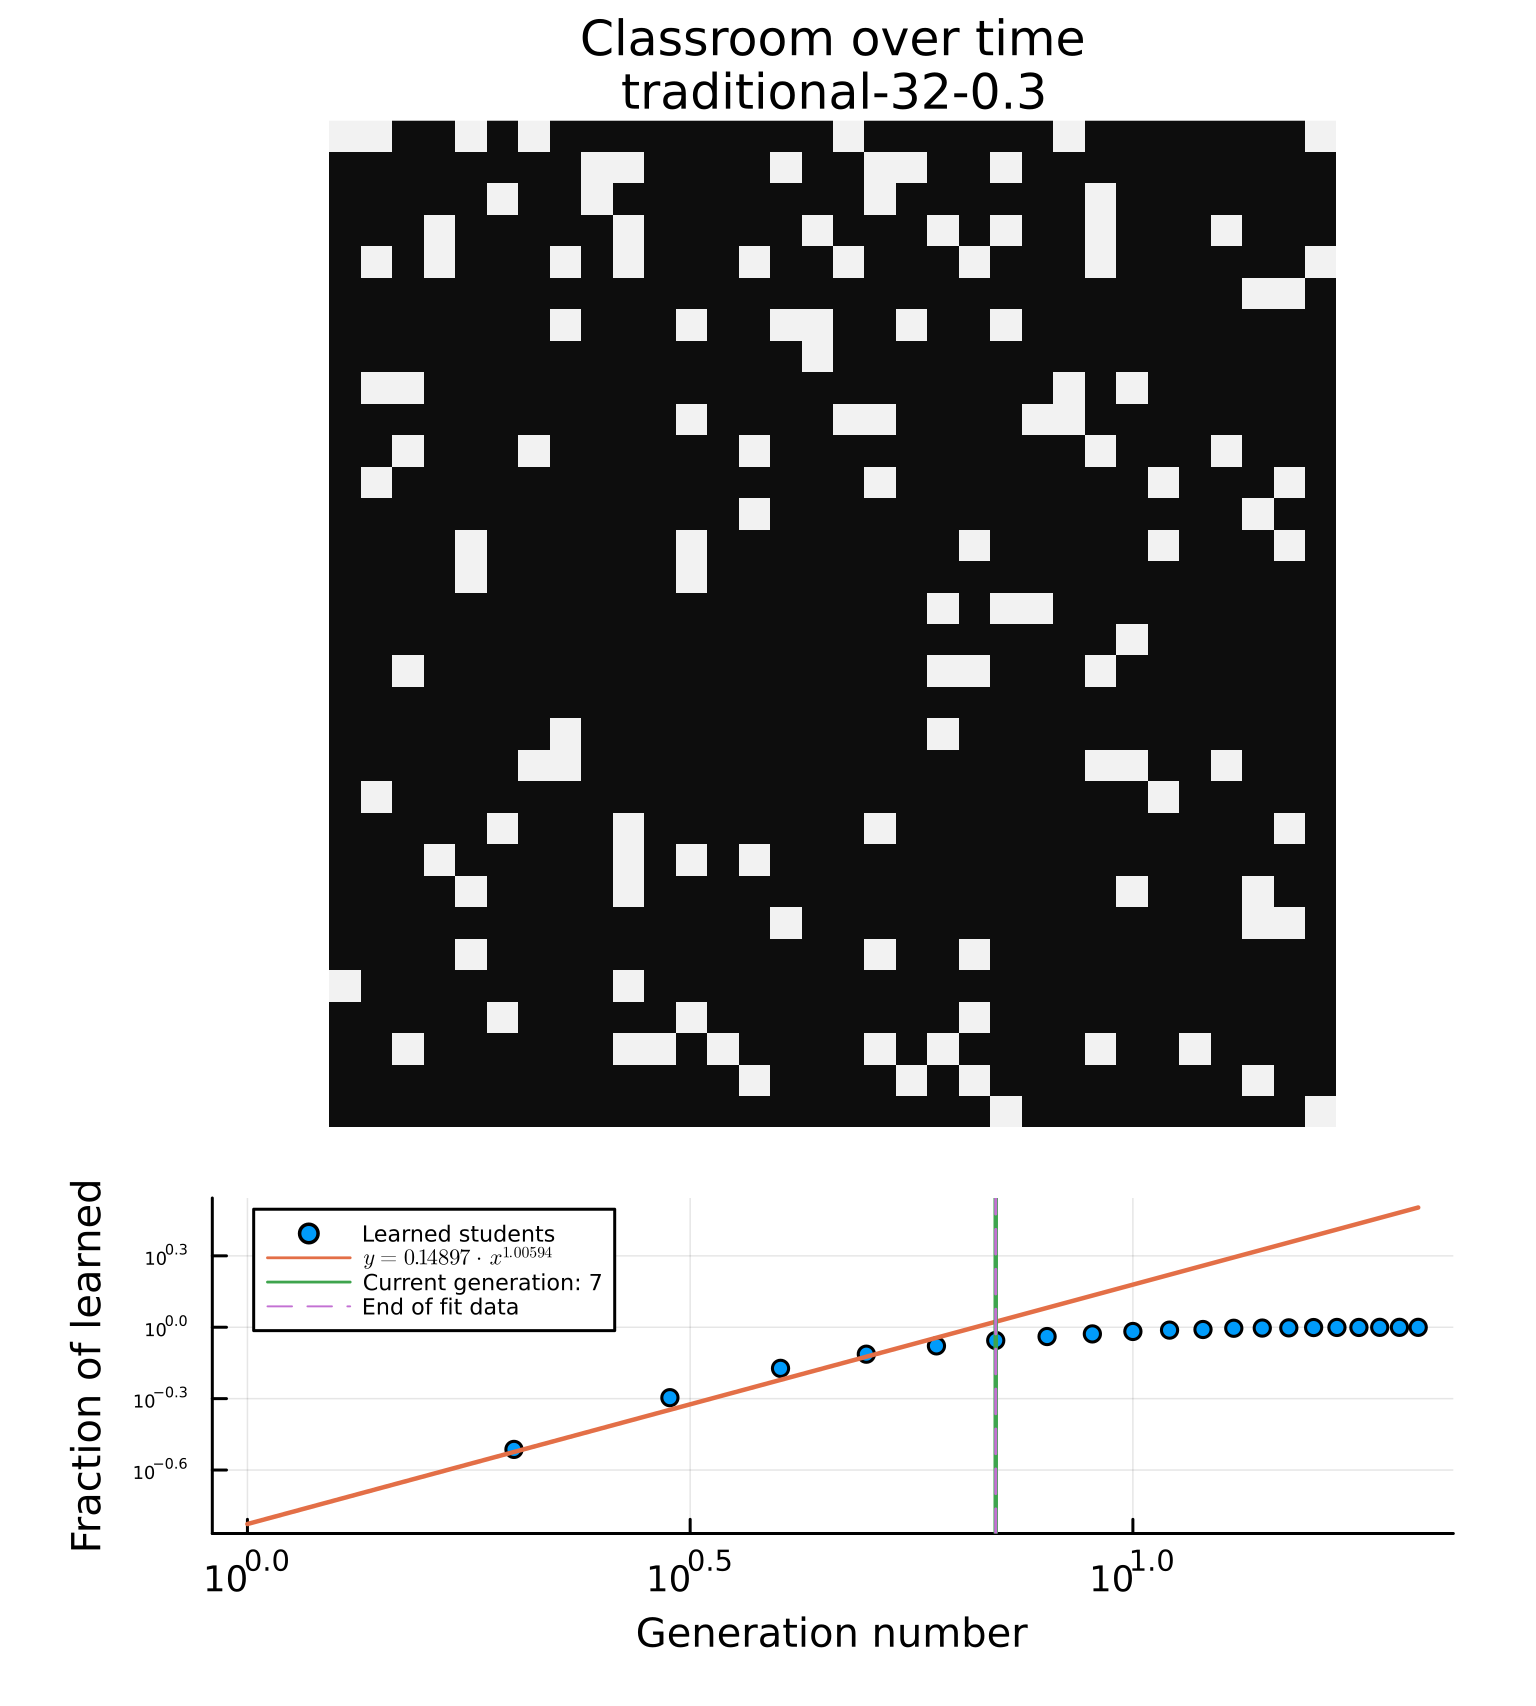 Classroom over time
traditional-32-0.3
Fraction of learned
10^0.3
10^0.0
10^−0.3
10^−0.6
Learned students
y = 0.14897 · x^1.00594
Current generation: 7
End of fit data
10^0.0
10^0.5
10^1.0
Generation number